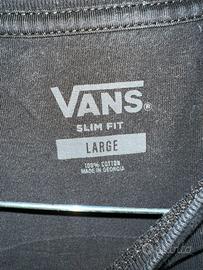 VANS®
SLIM FIT
LARGE
100% COTTON
MADE IN GEORGIA